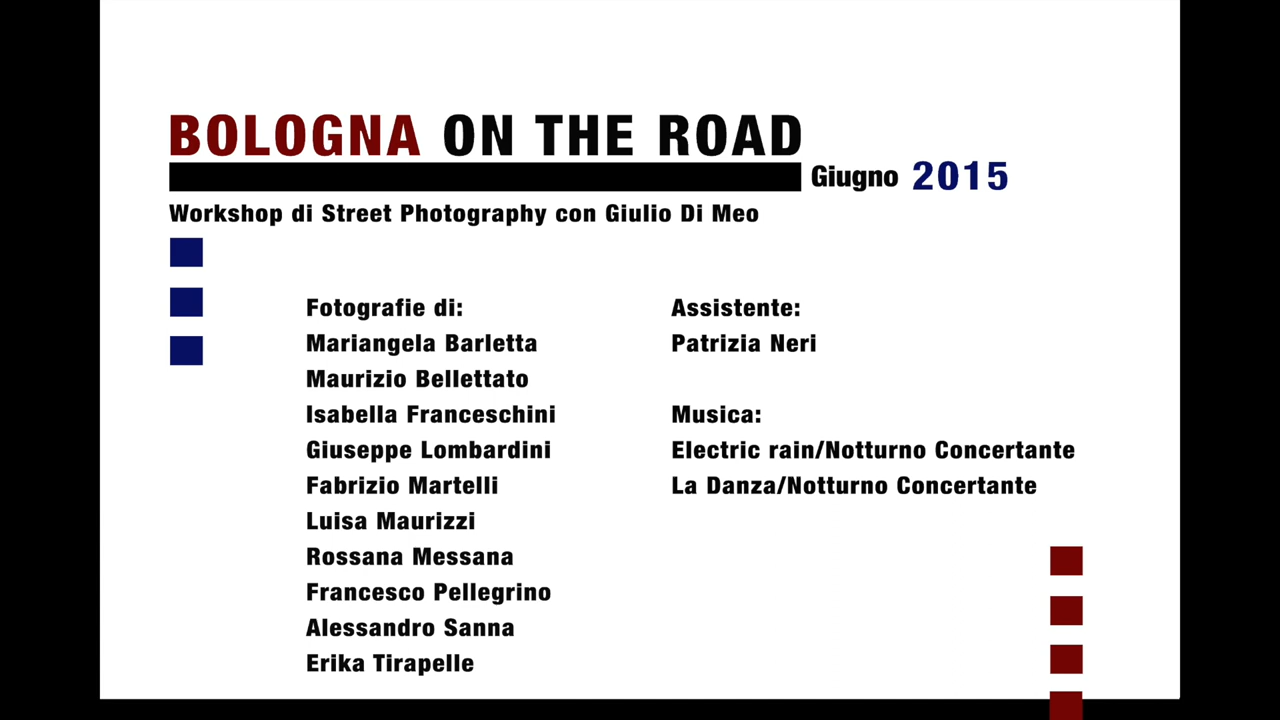 BOLOGNA ON THE ROAD
Giugno 2015
Workshop di Street Photography con Giulio Di Meo
Fotografie di:
Mariangela Barletta
Maurizio Bellettato
Isabella Franceschini
Giuseppe Lombardini
Fabrizio Martelli
Luisa Maurizzi
Rossana Messana
Francesco Pellegrino
Alessandro Sanna
Erika Tirapelle
Assistente:
Patrizia Neri
Musica:
Electric rain/Notturno Concertante
La Danza/Notturno Concertante